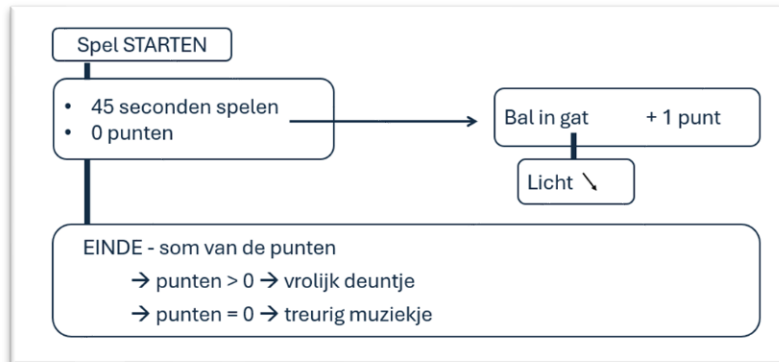 Spel STARTEN
• 45 seconden spelen
• 0 punten
Bal in gat + 1 punt
Licht ↘
EINDE - som van de punten
→ punten > 0 → vrolijk deuntje
→ punten = 0 → treurig muziekje